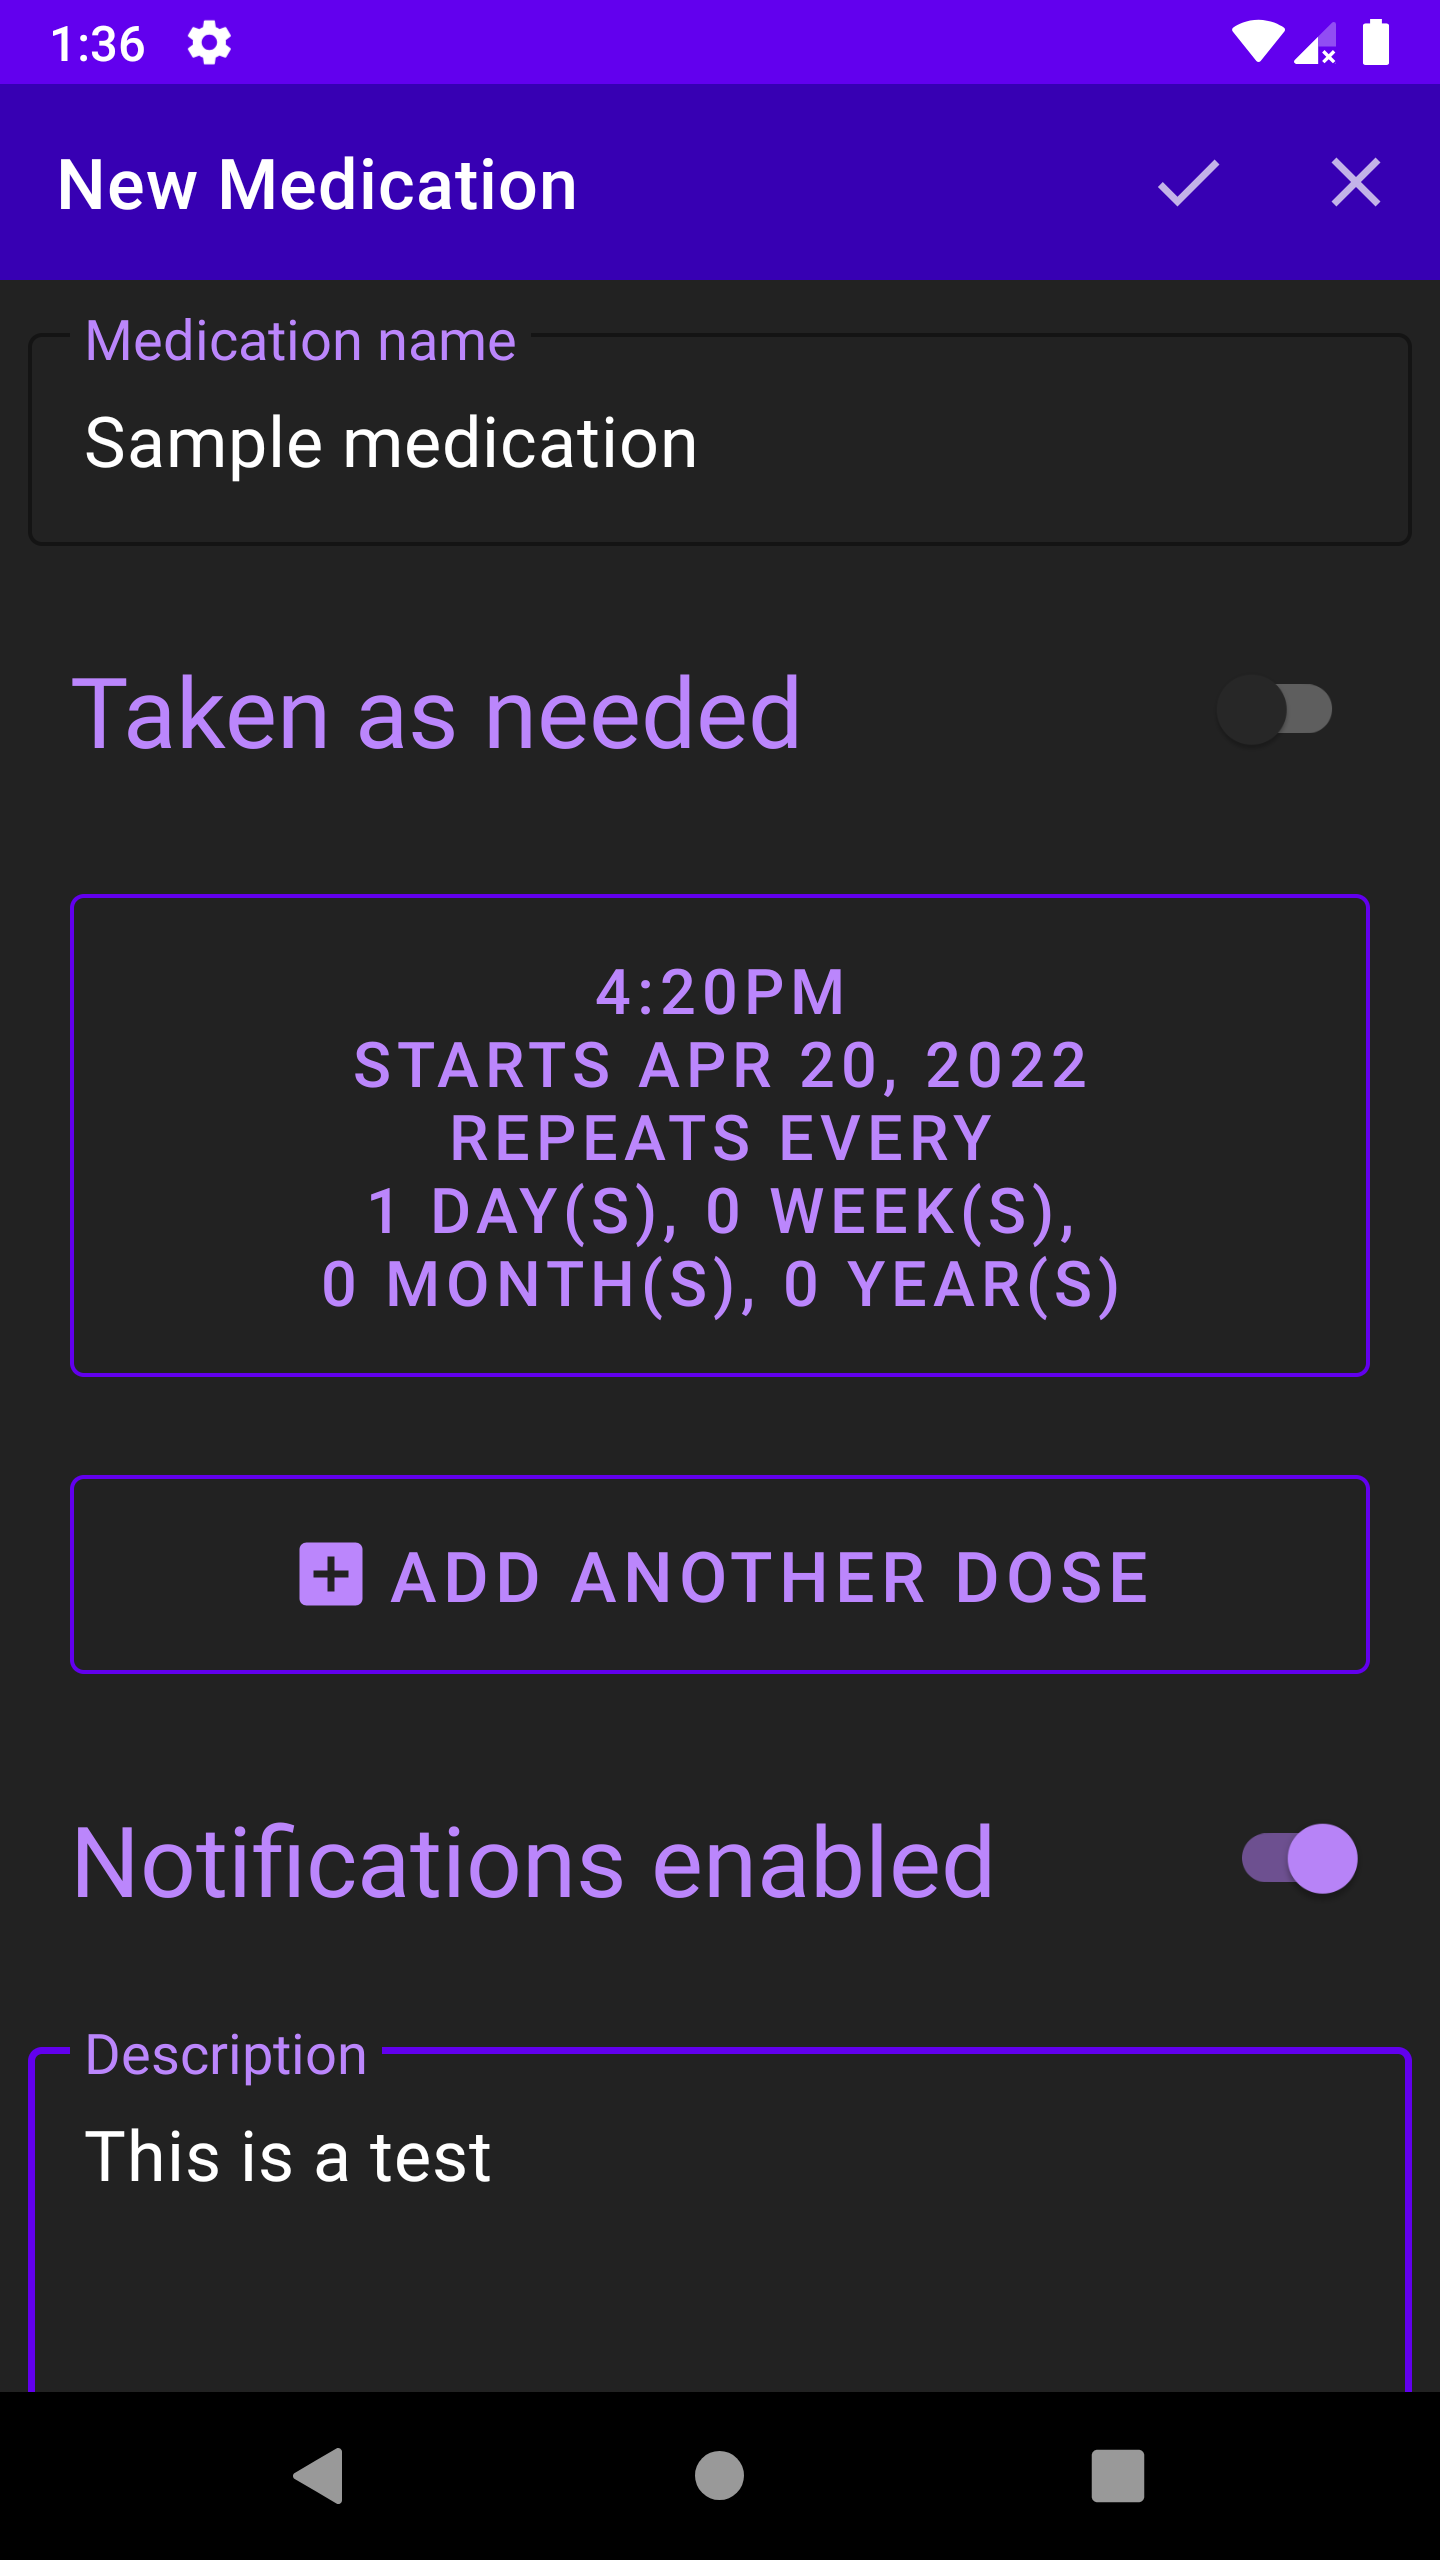 1:36
New Medication
Medication name
Sample medication
Taken as needed
4:20PM
STARTS APR 20, 2022
REPEATS EVERY
1 DAY(S), 0 WEEK(S),
0 MONTH(S), 0 YEAR(S)
ADD ANOTHER DOSE
Notifications enabled
Description
This is a test